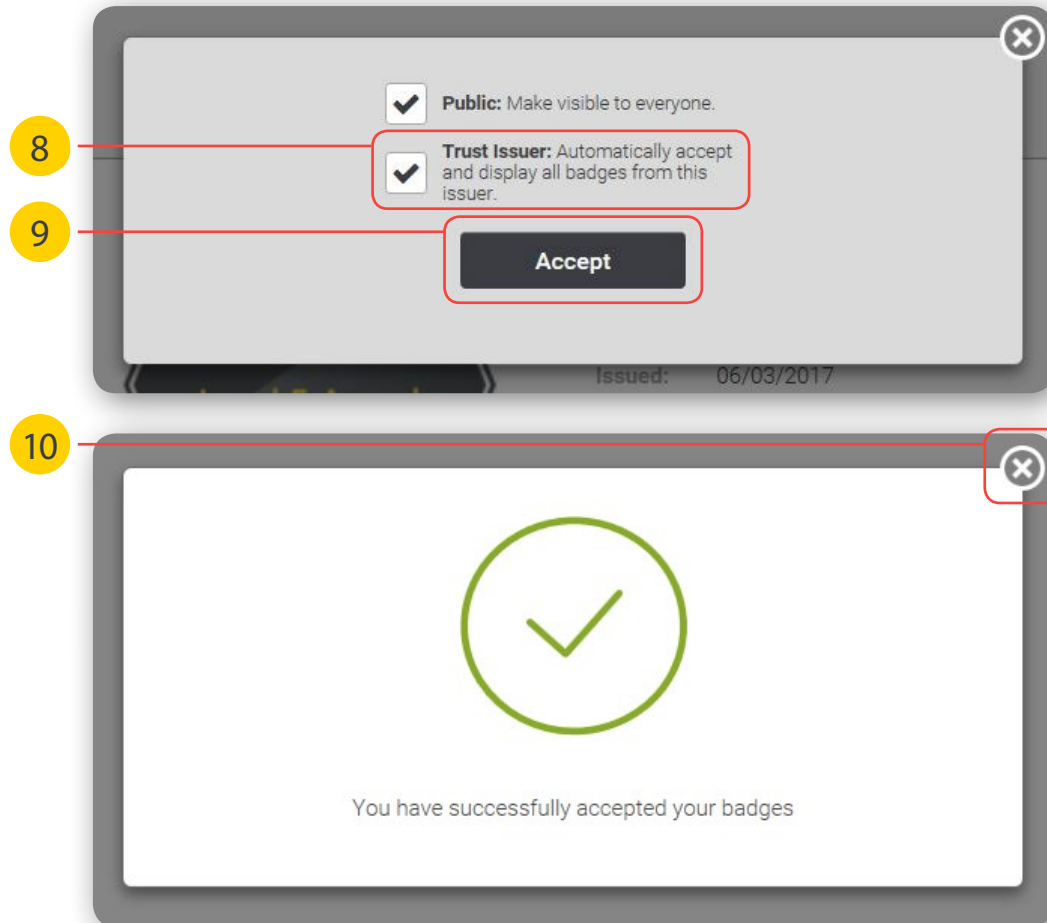 Public: Make visible to everyone.
8
Trust Issuer: Automatically accept
and display all badges from this
issuer.
9
Accept
Issued: 06/03/2017
10
You have successfully accepted your badges